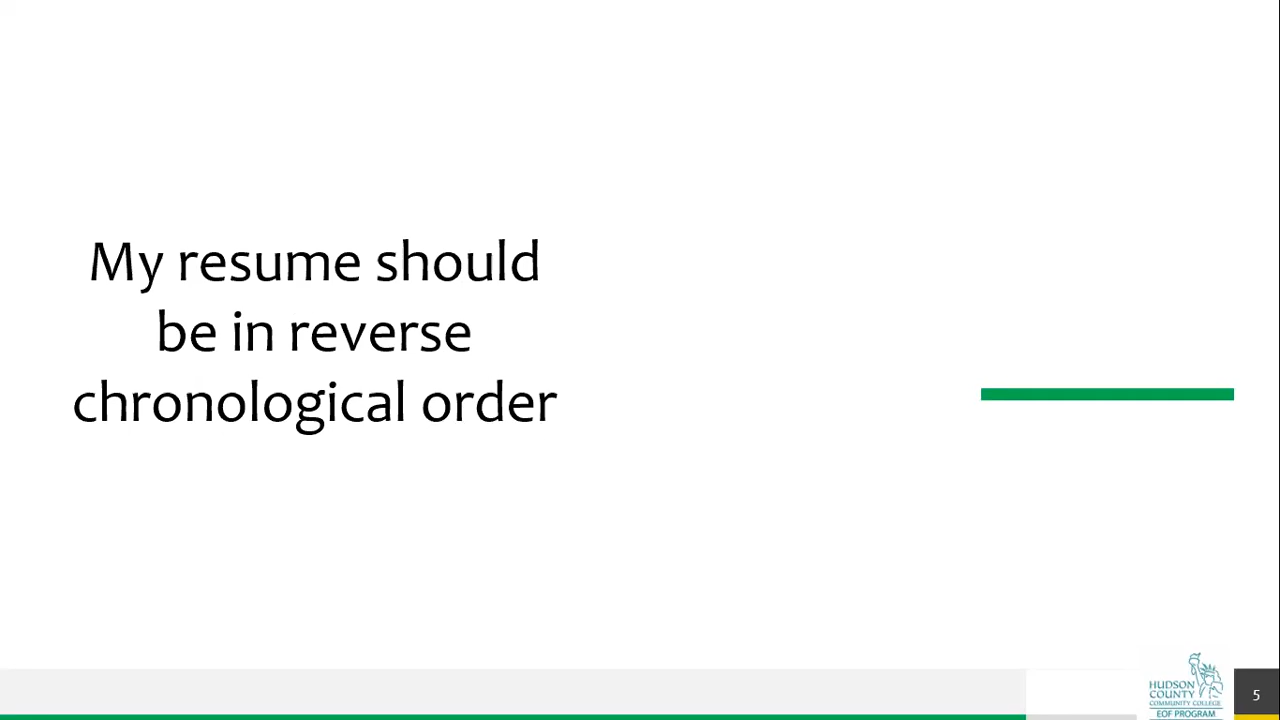 My resume should
be in reverse
chronological order
HUDSON
COUNTY
COMMUNITY COLLEGE
EOF PROGRAM
5